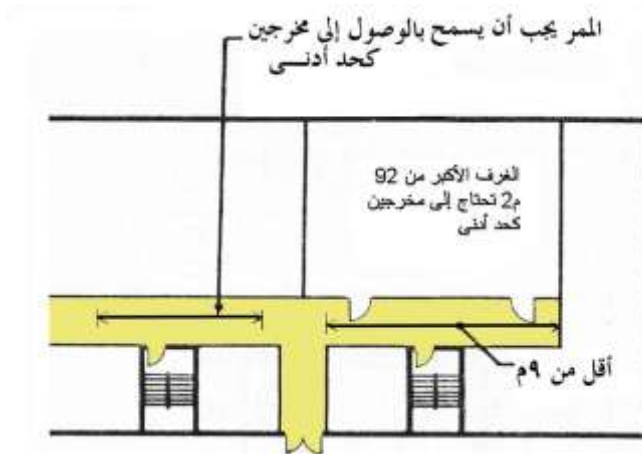 الممر يجب أن يسمح بالوصول إلى مخرجين
كحد أدنــى
الغرف الأكبر من 92
م2 تحتاج إلى مخرجين
كحد أدنى
أقل من ٩م